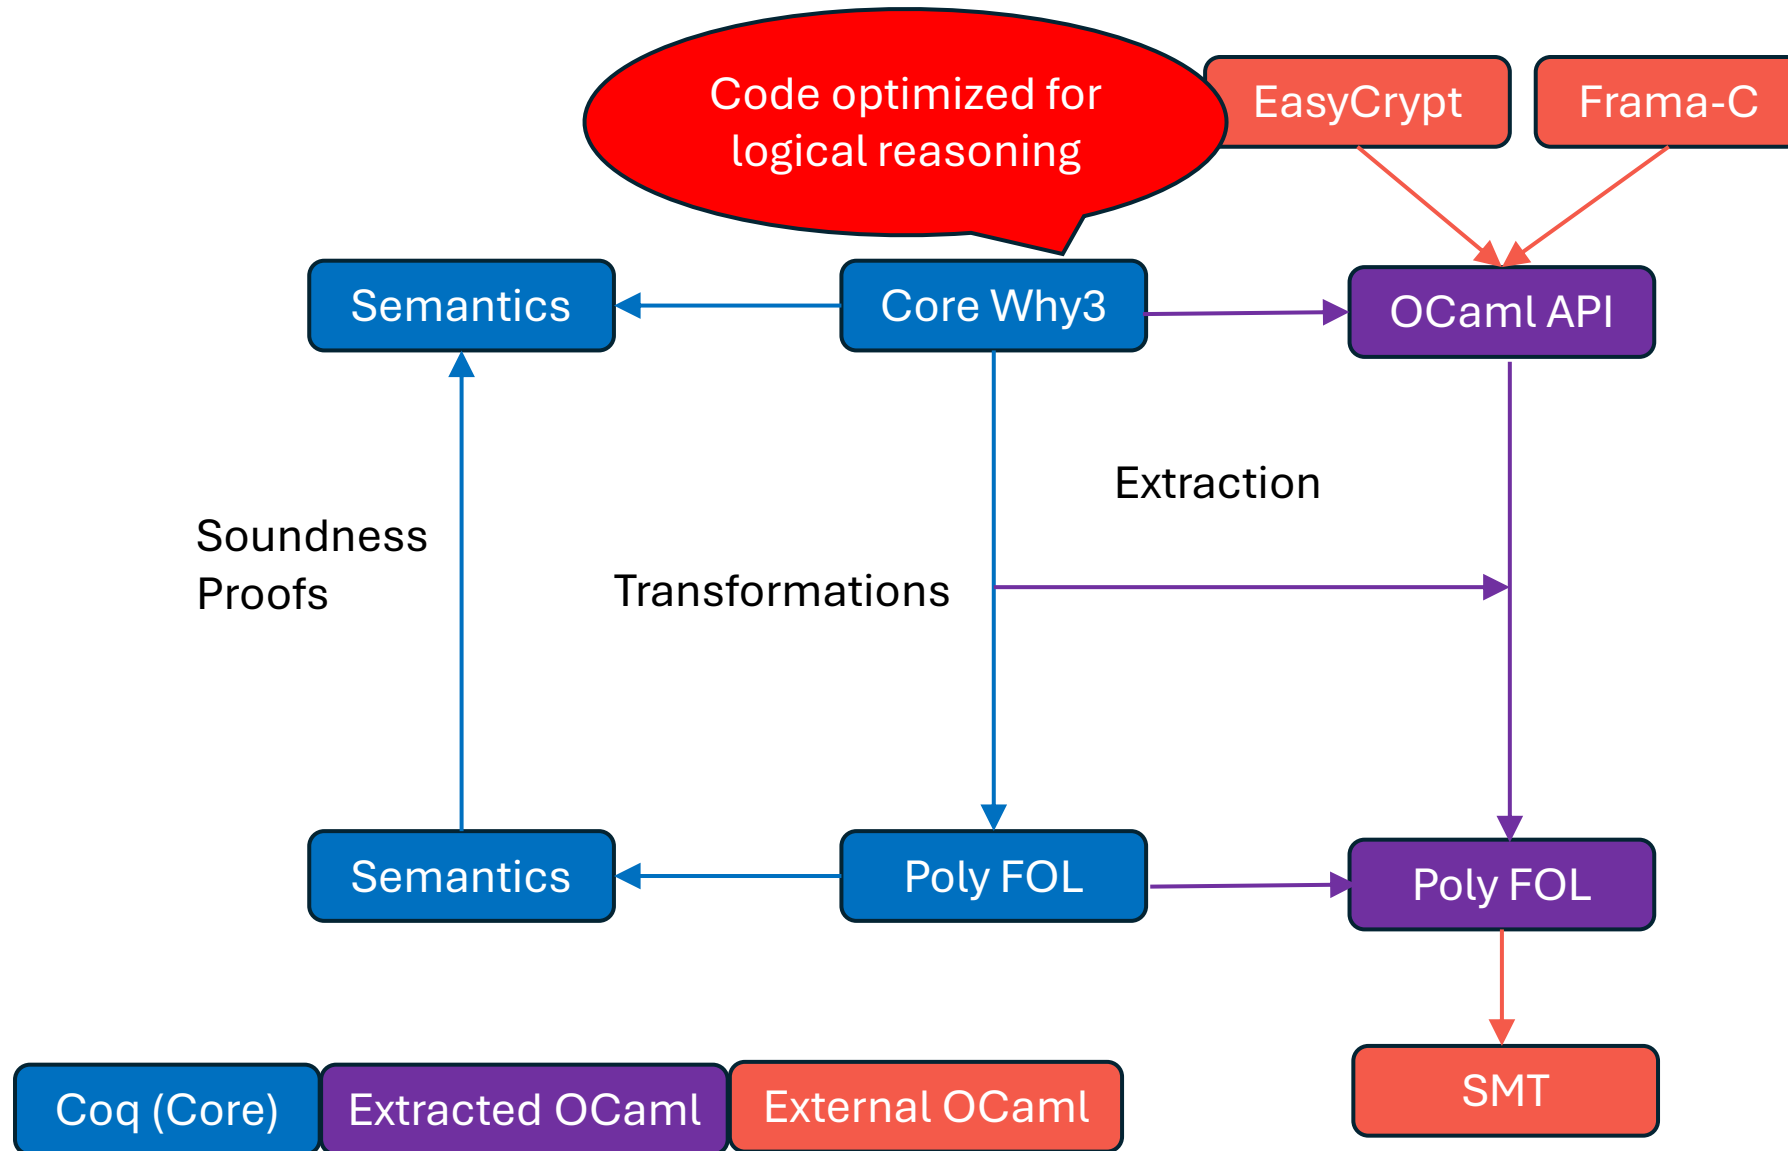 Code optimized for
logical reasoning
EasyCrypt
Frama-C
Semantics
Core Why3
OCaml API
Extraction
Soundness
Proofs
Transformations
Semantics
Poly FOL
Poly FOL
SMT
Coq (Core)
Extracted OCaml
External OCaml